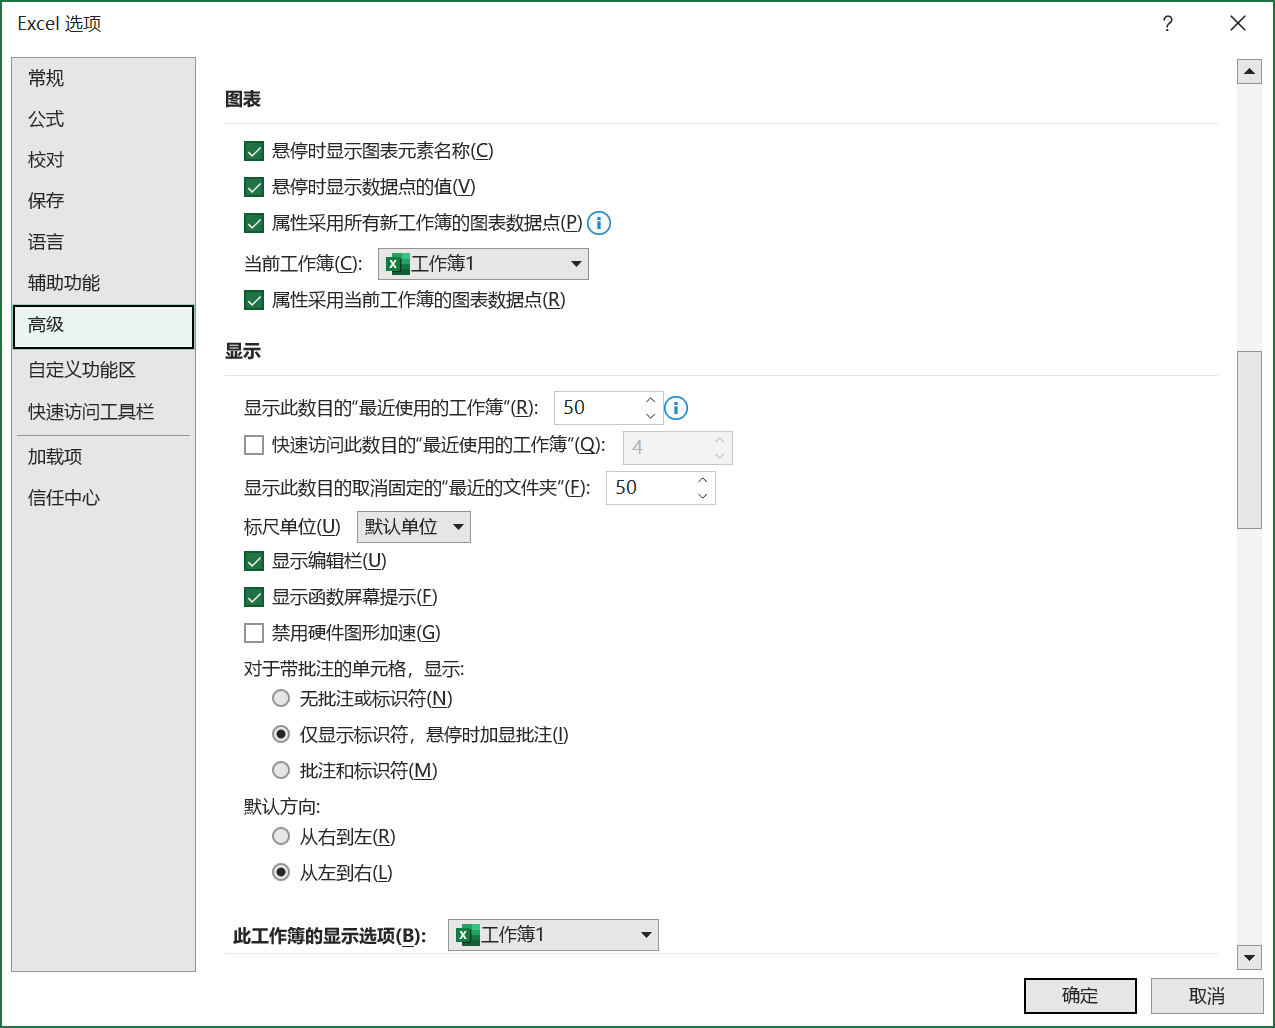 Excel 选项
?
常规
公式
校对
保存
语言
辅助功能
高级
自定义功能区
快速访问工具栏
加载项
信任中心
图表
悬停时显示图表元素名称(C)
悬停时显示数据点的值(V)
属性采用所有新工作簿的图表数据点(P)
当前工作簿(C): 工作簿1
属性采用当前工作簿的图表数据点(R)
显示
显示此数目的“最近使用的工作簿”(R): 50
快速访问此数目的“最近使用的工作簿”(Q): 4
显示此数目的取消固定的“最近的文件夹”(F): 50
标尺单位(U) 默认单位
显示编辑栏(U)
显示函数屏幕提示(F)
禁用硬件图形加速(G)
对于带批注的单元格，显示:
无批注或标识符(N)
仅显示标识符，悬停时加显批注(I)
批注和标识符(M)
默认方向:
从右到左(R)
从左到右(L)
此工作簿的显示选项(B): 工作簿1
确定 取消